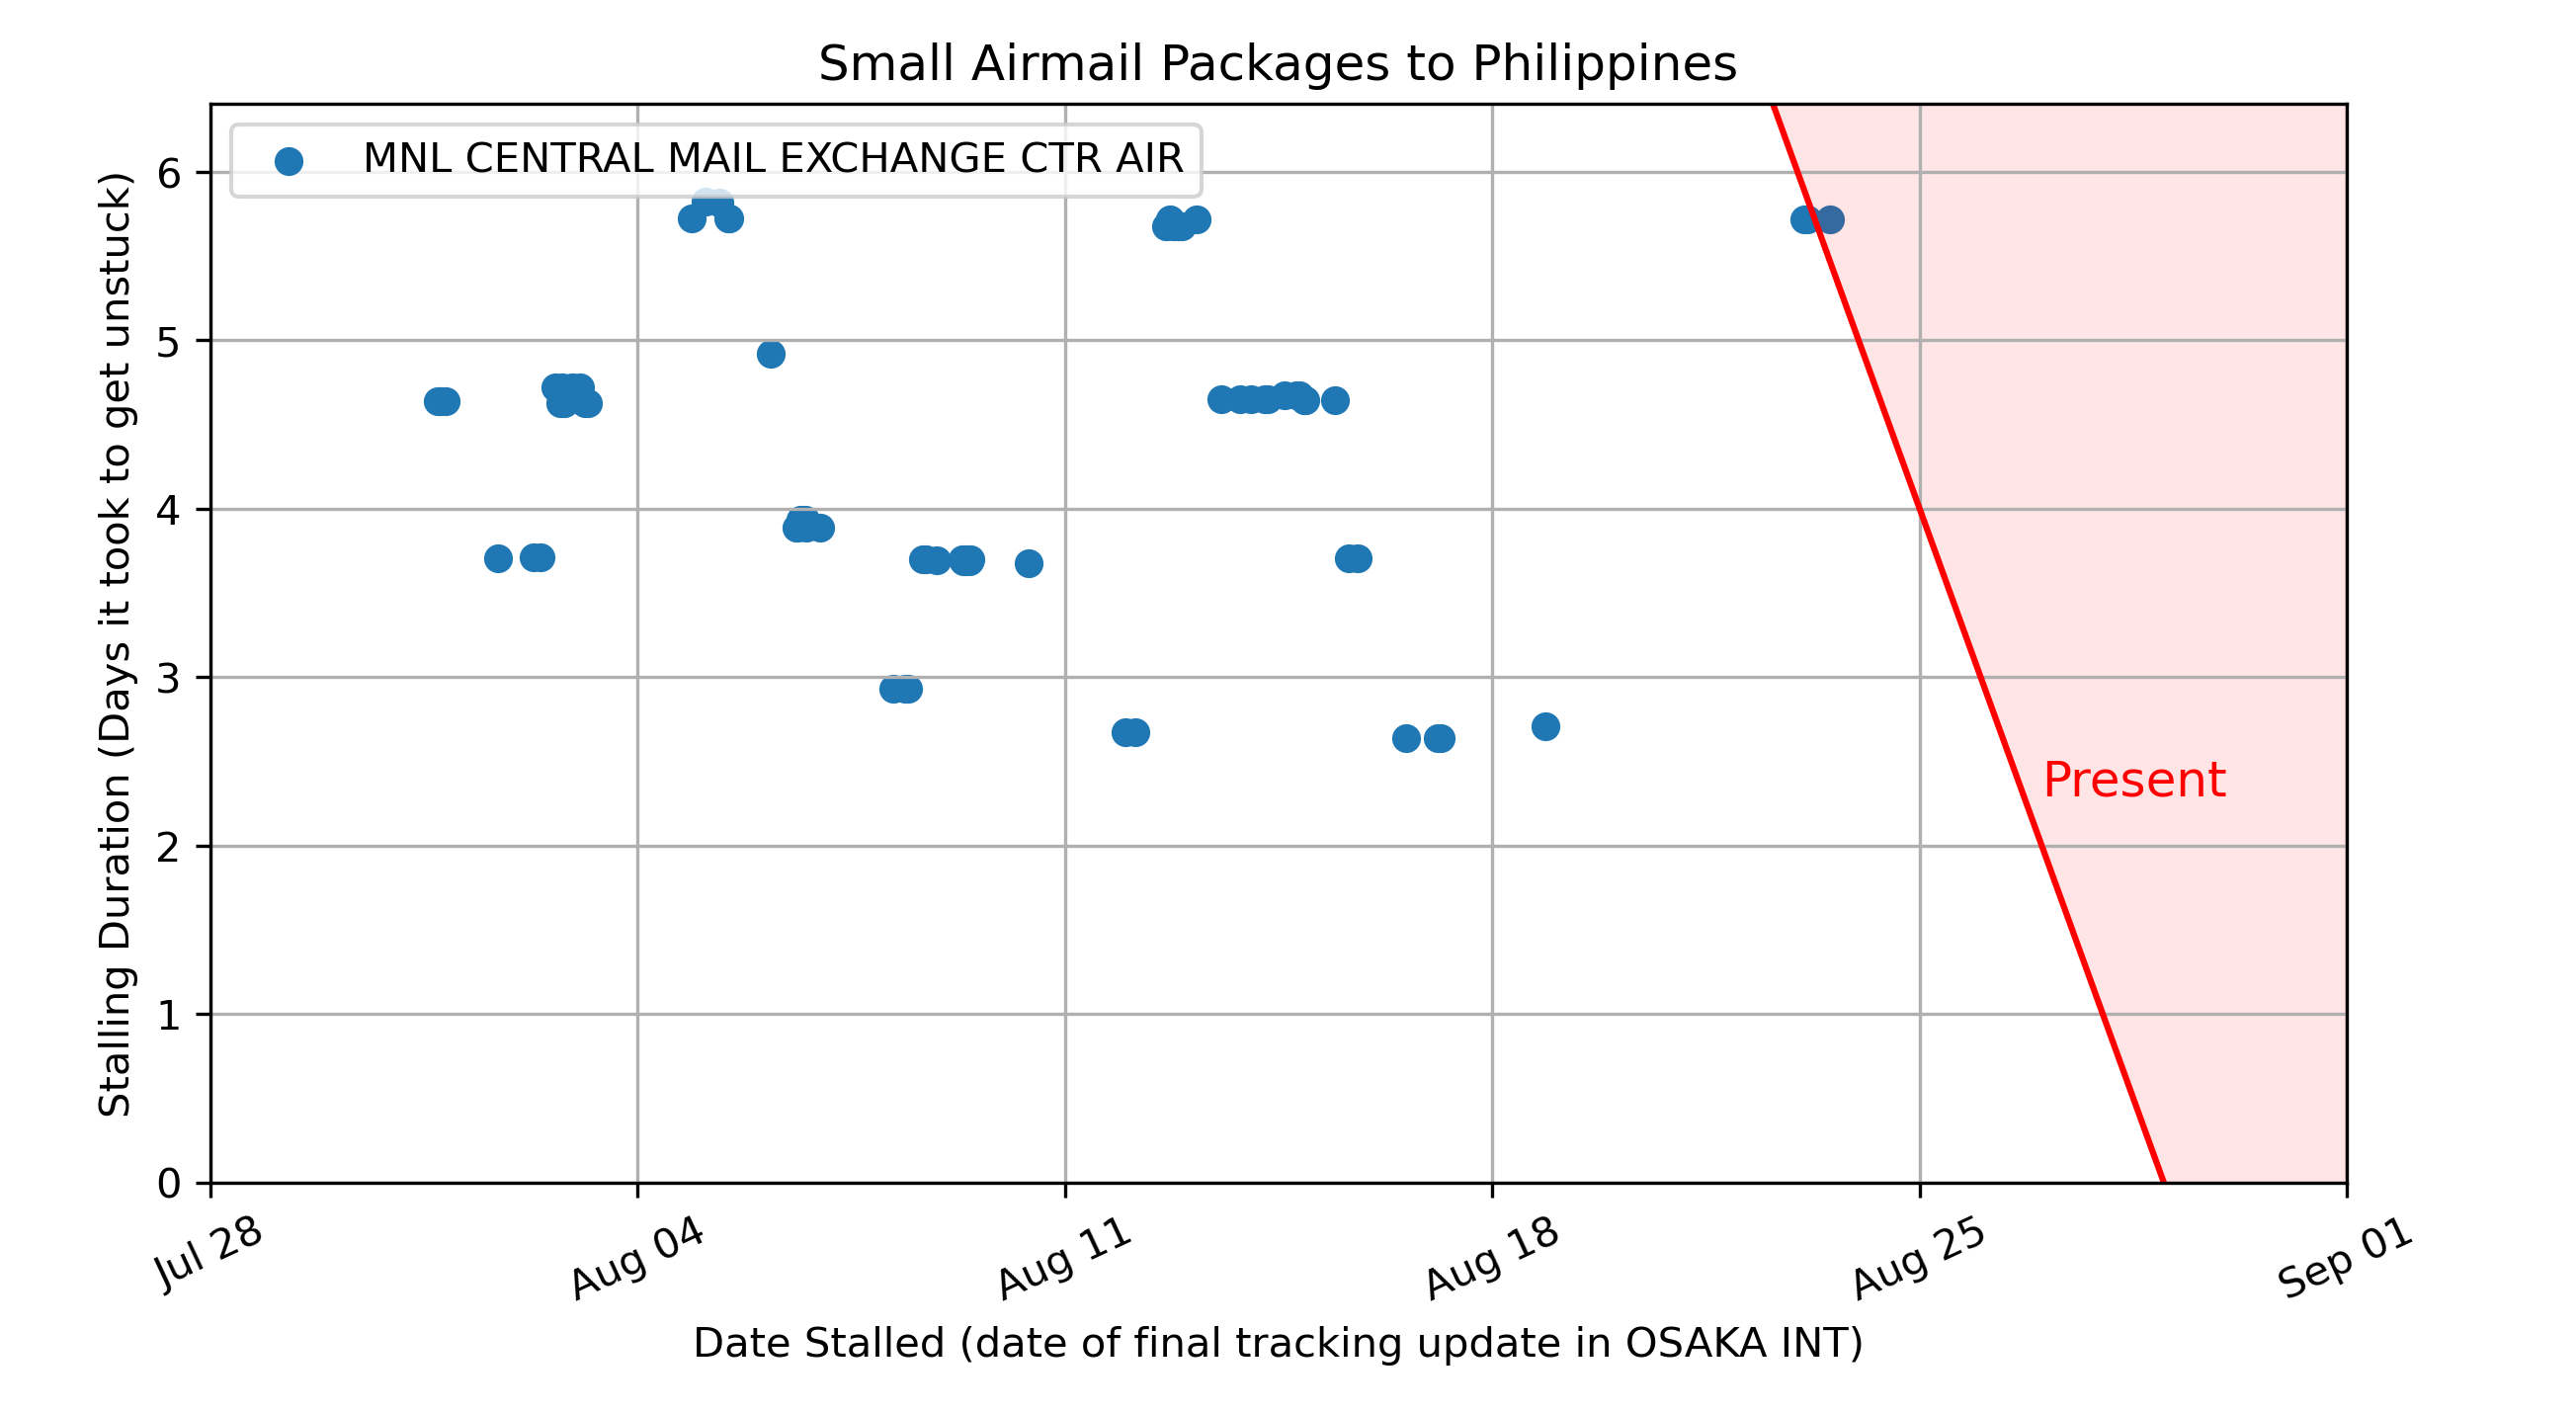 Small Airmail Packages to Philippines
MNL CENTRAL MAIL EXCHANGE CTR AIR
Stalling Duration (Days it took to get unstuck)
6
5
4
3
2
1
0
Present
Jul 28
Aug 04
Aug 11
Aug 18
Aug 25
Sep 01
Date Stalled (date of final tracking update in OSAKA INT)